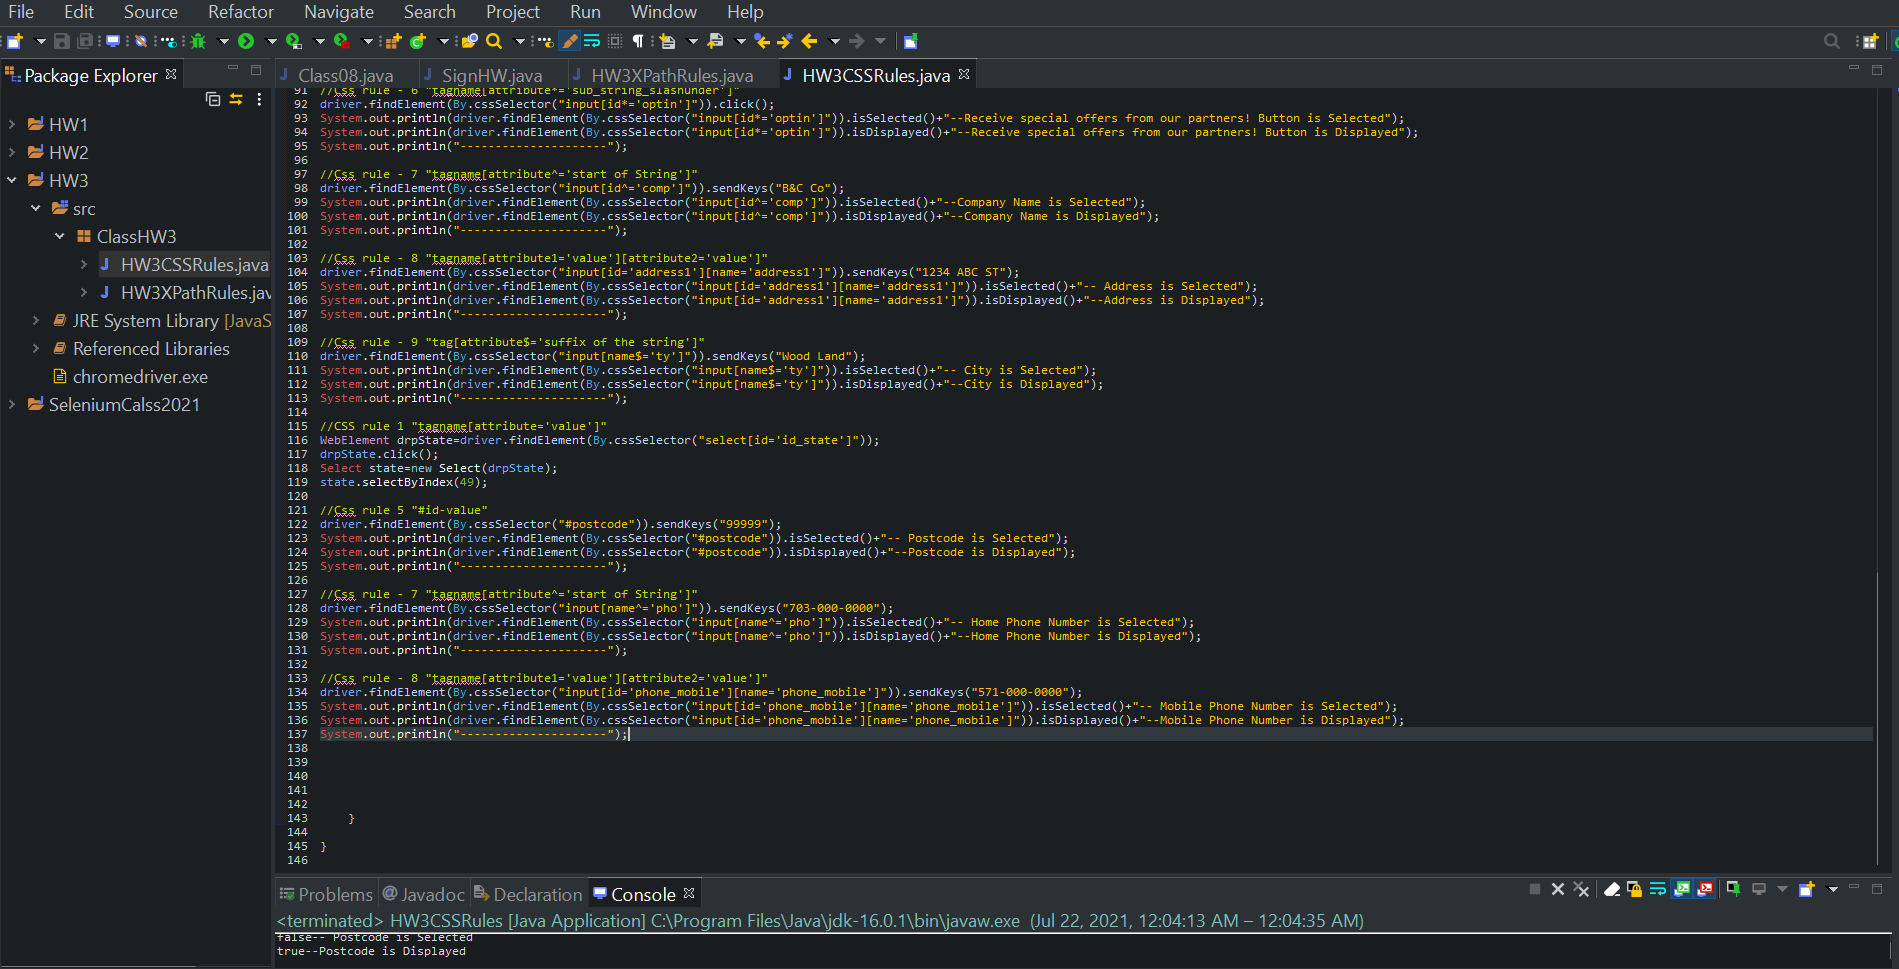 File Edit Source Refactor Navigate Search Project Run Window Help
Package Explorer
HW1
HW2
HW3
src
ClassHW3
HW3CSSRules.java
HW3XPathRules.jav
JRE System Library [JavaS
Referenced Libraries
chromedriver.exe
SeleniumCalss2021
Class08.java SignHW.java HW3XPathRules.java HW3CSSRules.java
91 //Css rule - 6 "tagname[attribute*='sub_string_slashunder']"
92 driver.findElement(By.cssSelector("input[id*='optin']")).click();
93 System.out.println(driver.findElement(By.cssSelector("input[id*='optin']")).isSelected()+"--Receive special offers from our partners! Button is Selected");
94 System.out.println(driver.findElement(By.cssSelector("input[id*='optin']")).isDisplayed()+"--Receive special offers from our partners! Button is Displayed");
95 System.out.println("---------------------");
96
97 //Css rule - 7 "tagname[attribute^='start of String']"
98 driver.findElement(By.cssSelector("input[id^='comp']")).sendKeys("B&C Co");
99 System.out.println(driver.findElement(By.cssSelector("input[id^='comp']")).isSelected()+"--Company Name is Selected");
100 System.out.println(driver.findElement(By.cssSelector("input[id^='comp']")).isDisplayed()+"--Company Name is Displayed");
101 System.out.println("---------------------");
102
103 //Css rule - 8 "tagname[attribute1='value'][attribute2='value']"
104 driver.findElement(By.cssSelector("input[id='address1'][name='address1']")).sendKeys("1234 ABC ST");
105 System.out.println(driver.findElement(By.cssSelector("input[id='address1'][name='address1']")).isSelected()+"-- Address is Selected");
106 System.out.println(driver.findElement(By.cssSelector("input[id='address1'][name='address1']")).isDisplayed()+"--Address is Displayed");
107 System.out.println("---------------------");
108
109 //Css rule - 9 "tag[attribute$='suffix of the string']"
110 driver.findElement(By.cssSelector("input[name$='ty']")).sendKeys("Wood Land");
111 System.out.println(driver.findElement(By.cssSelector("input[name$='ty']")).isSelected()+"-- City is Selected");
112 System.out.println(driver.findElement(By.cssSelector("input[name$='ty']")).isDisplayed()+"--City is Displayed");
113 System.out.println("---------------------");
114
115 //CSS rule 1 "tagname[attribute='value']"
116 WebElement drpState=driver.findElement(By.cssSelector("select[id='id_state']"));
117 drpState.click();
118 Select state=new Select(drpState);
119 state.selectByIndex(49);
120
121 //Css rule 5 "#id-value"
122 driver.findElement(By.cssSelector("#postcode")).sendKeys("99999");
123 System.out.println(driver.findElement(By.cssSelector("#postcode")).isSelected()+"-- Postcode is Selected");
124 System.out.println(driver.findElement(By.cssSelector("#postcode")).isDisplayed()+"--Postcode is Displayed");
125 System.out.println("---------------------");
126
127 //Css rule - 7 "tagname[attribute^='start of String']"
128 driver.findElement(By.cssSelector("input[name^='pho']")).sendKeys("703-000-0000");
129 System.out.println(driver.findElement(By.cssSelector("input[name^='pho']")).isSelected()+"-- Home Phone Number is Selected");
130 System.out.println(driver.findElement(By.cssSelector("input[name^='pho']")).isDisplayed()+"--Home Phone Number is Displayed");
131 System.out.println("---------------------");
132
133 //Css rule - 8 "tagname[attribute1='value'][attribute2='value']"
134 driver.findElement(By.cssSelector("input[id='phone_mobile'][name='phone_mobile']")).sendKeys("571-000-0000");
135 System.out.println(driver.findElement(By.cssSelector("input[id='phone_mobile'][name='phone_mobile']")).isSelected()+"-- Mobile Phone Number is Selected");
136 System.out.println(driver.findElement(By.cssSelector("input[id='phone_mobile'][name='phone_mobile']")).isDisplayed()+"--Mobile Phone Number is Displayed");
137 System.out.println("---------------------");
138
139
140
141
142
143 }
144
145 }
146
Problems @ Javadoc Declaration Console
<terminated> HW3CSSRules [Java Application] C:\Program Files\Java\jdk-16.0.1\bin\javaw.exe (Jul 22, 2021, 12:04:13 AM – 12:04:35 AM)
false-- Postcode is Selected
true--Postcode is Displayed